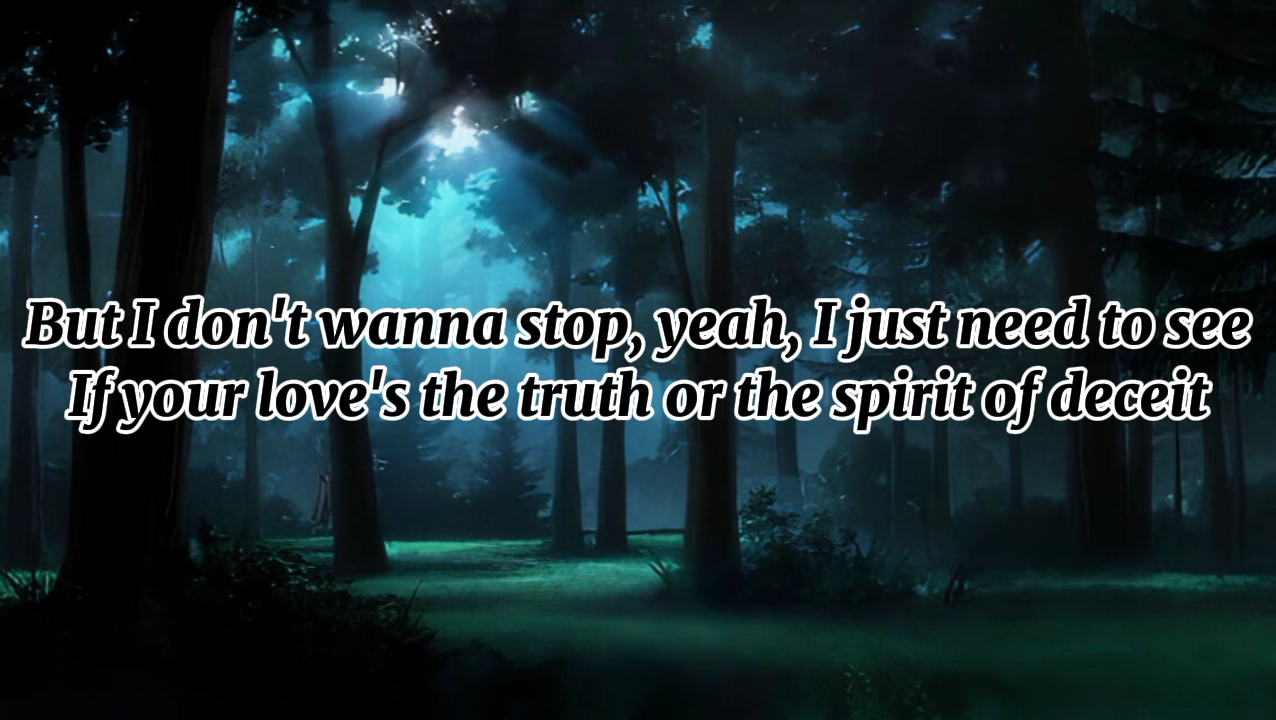 But I don't wanna stop, yeah, I just need to see
If your love's the truth or the spirit of deceit